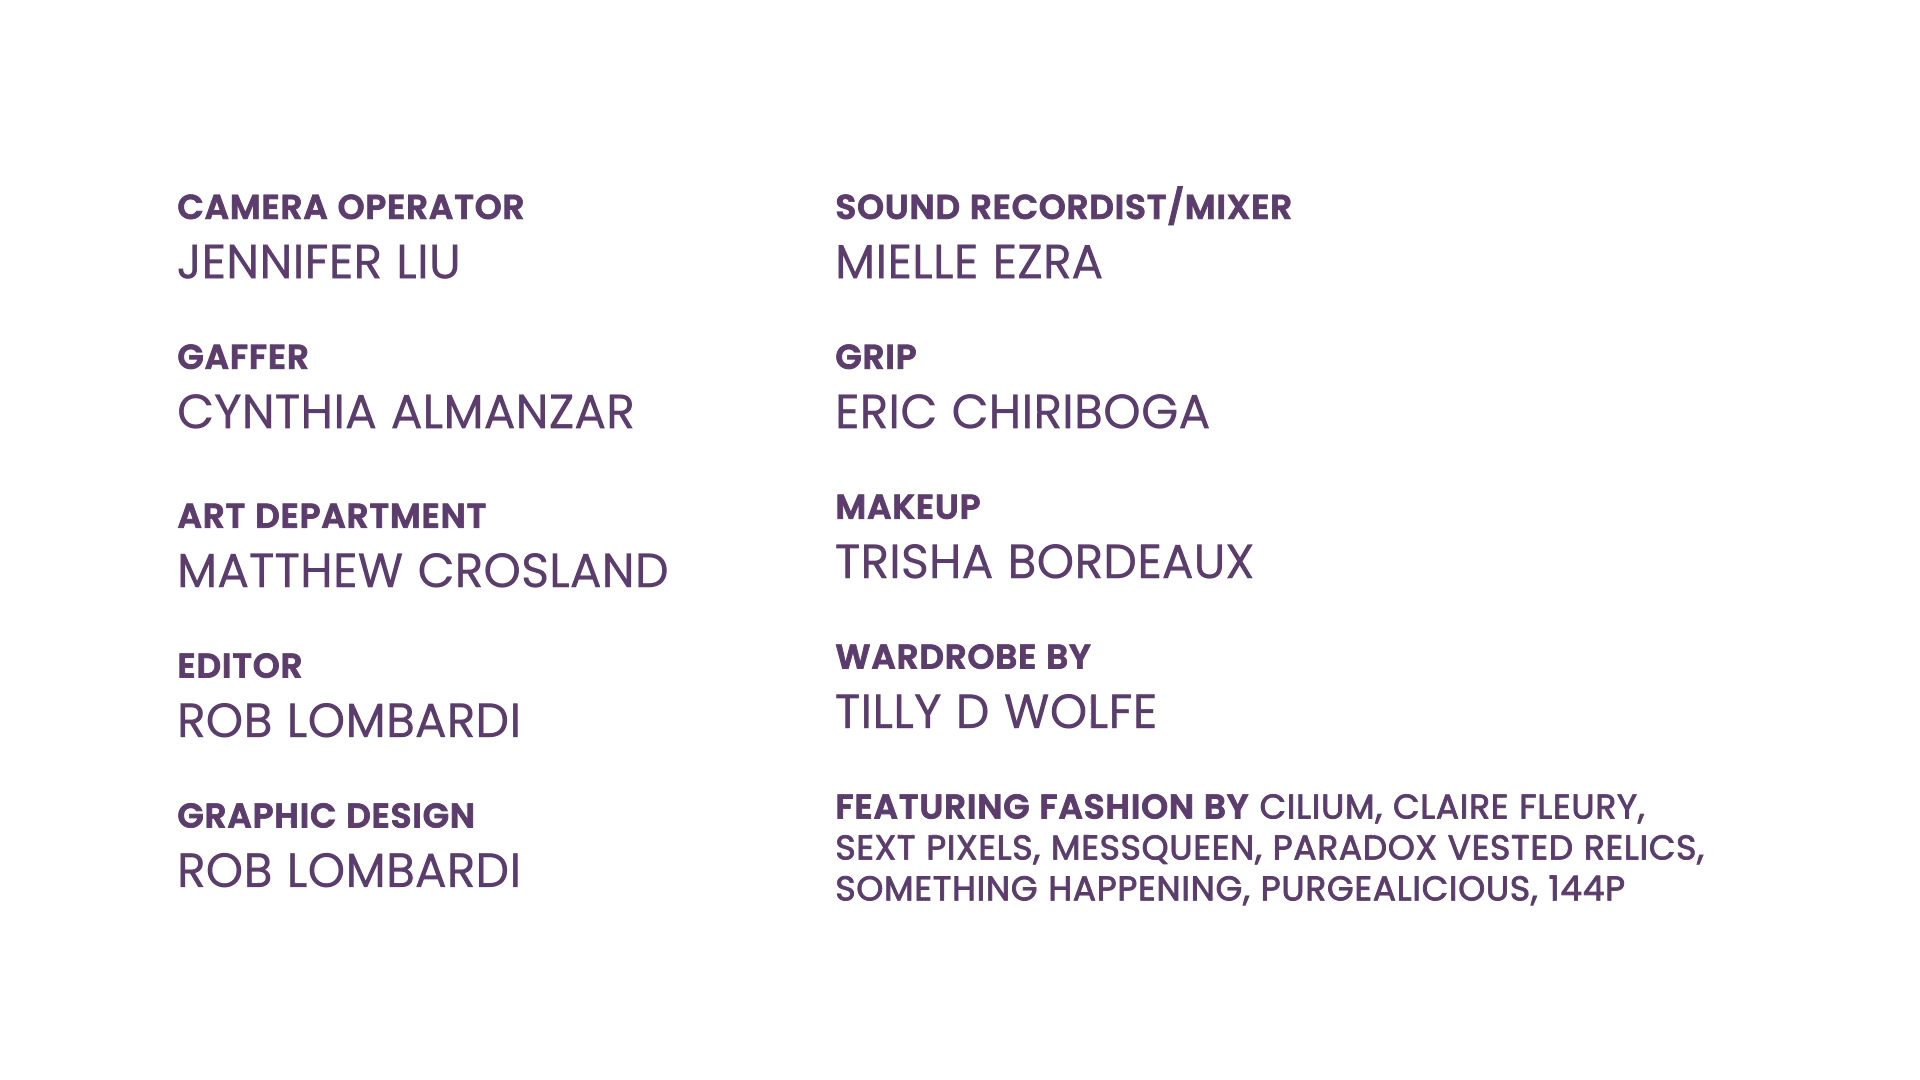 CAMERA OPERATOR
JENNIFER LIU
GAFFER
CYNTHIA ALMANZAR
ART DEPARTMENT
MATTHEW CROSLAND
EDITOR
ROB LOMBARDI
GRAPHIC DESIGN
ROB LOMBARDI
SOUND RECORDIST/MIXER
MIELLE EZRA
GRIP
ERIC CHIRIBOGA
MAKEUP
TRISHA BORDEAUX
WARDROBE BY
TILLY D WOLFE
FEATURING FASHION BY CILIUM, CLAIRE FLEURY,
SEXT PIXELS, MESSQUEEN, PARADOX VESTED RELICS,
SOMETHING HAPPENING, PURGEALICIOUS, 144P